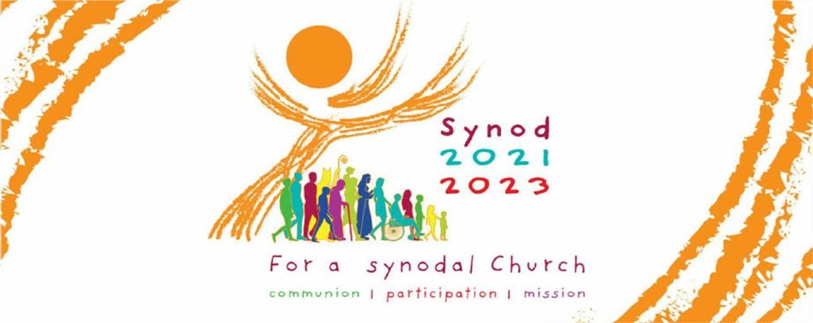 Synod
2021
2023
For a synodal Church
communion | participation | mission